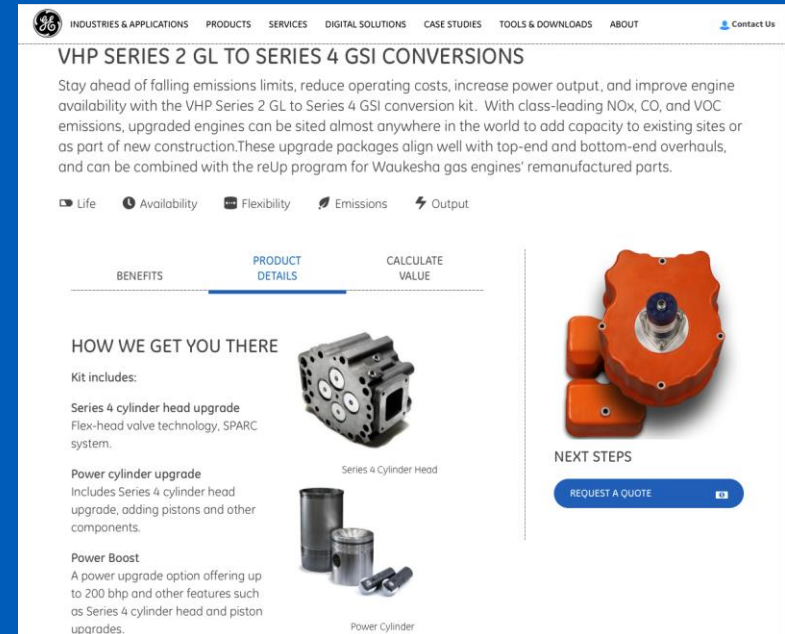 INDUSTRIES & APPLICATIONS PRODUCTS SERVICES DIGITAL SOLUTIONS CASE STUDIES TOOLS & DOWNLOADS ABOUT Contact Us
VHP SERIES 2 GL TO SERIES 4 GSI CONVERSIONS
Stay ahead of falling emissions limits, reduce operating costs, increase power output, and improve engine
availability with the VHP Series 2 GL to Series 4 GSI conversion kit. With class-leading NOx, CO, and VOC
emissions, upgraded engines can be sited almost anywhere in the world to add capacity to existing sites or
as part of new construction.These upgrade packages align well with top-end and bottom-end overhauls,
and can be combined with the reUp program for Waukesha gas engines' remanufactured parts.
Life Availability Flexibility Emissions Output
BENEFITS
PRODUCT
DETAILS
CALCULATE
VALUE
HOW WE GET YOU THERE
Kit includes:
Series 4 cylinder head upgrade
Flex-head valve technology, SPARC
system.
Series 4 Cylinder Head
Power cylinder upgrade
Includes Series 4 cylinder head
upgrade, adding pistons and other
components.
Power Boost
A power upgrade option offering up
to 200 bhp and other features such
as Series 4 cylinder head and piston
upgrades.
Power Cylinder
NEXT STEPS
REQUEST A QUOTE